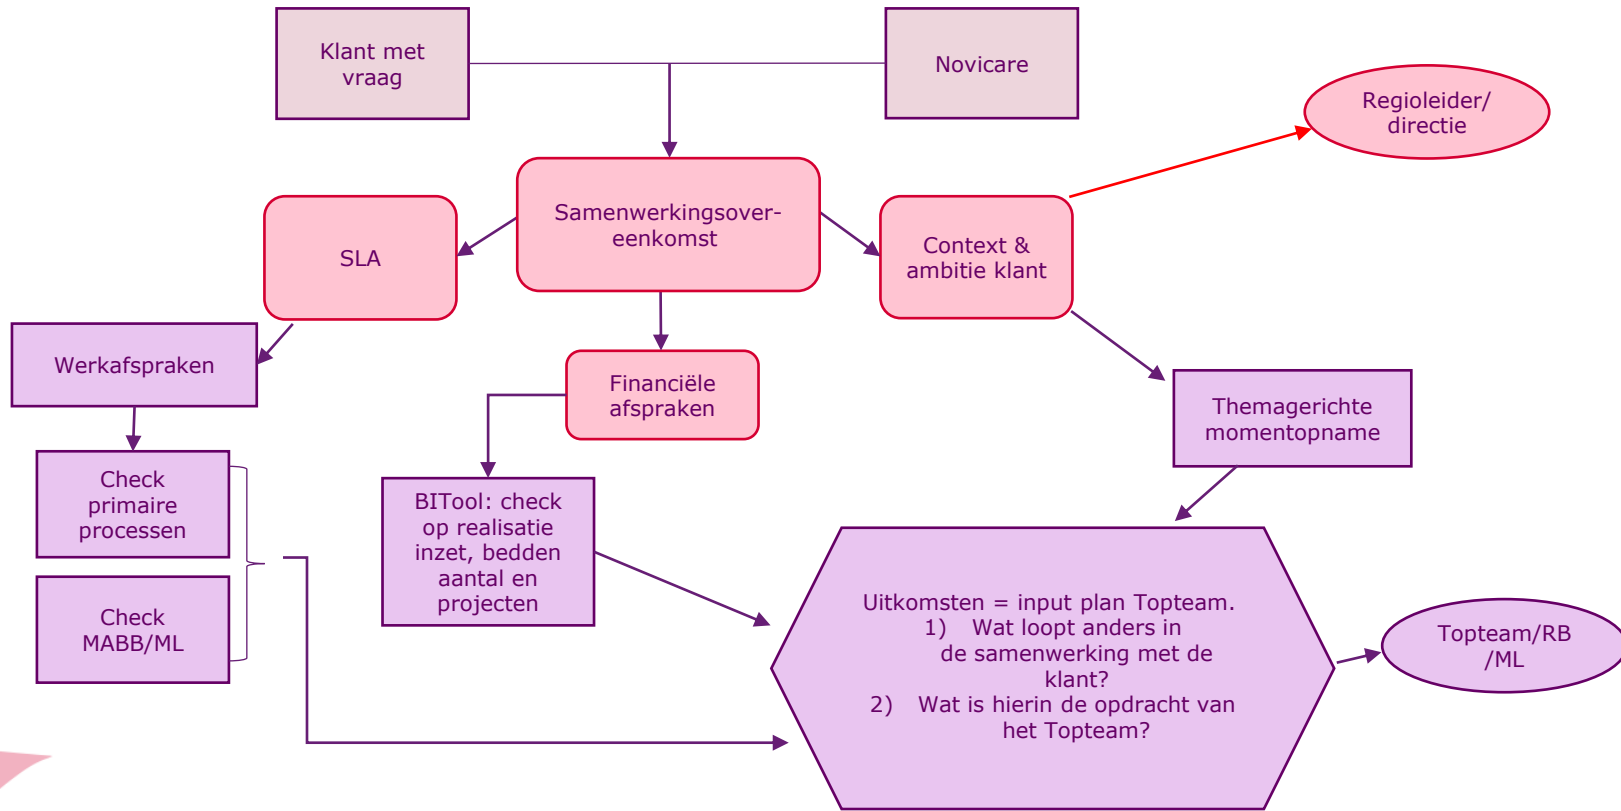 Klant met
vraag
Novicare
Regioleider/
directie
Samenwerkingsover-
eenkomst
SLA
Context &
ambitie klant
Werkafspraken
Financiële
afspraken
Themagerichte
momentopname
Check
primaire
processen
BITool: check
op realisatie
inzet, bedden
aantal en
projecten
Check
MABB/ML
Uitkomsten = input plan Topteam.
1) Wat loopt anders in
de samenwerking met de
klant?
2) Wat is hierin de opdracht van
het Topteam?
Topteam/RB
/ML